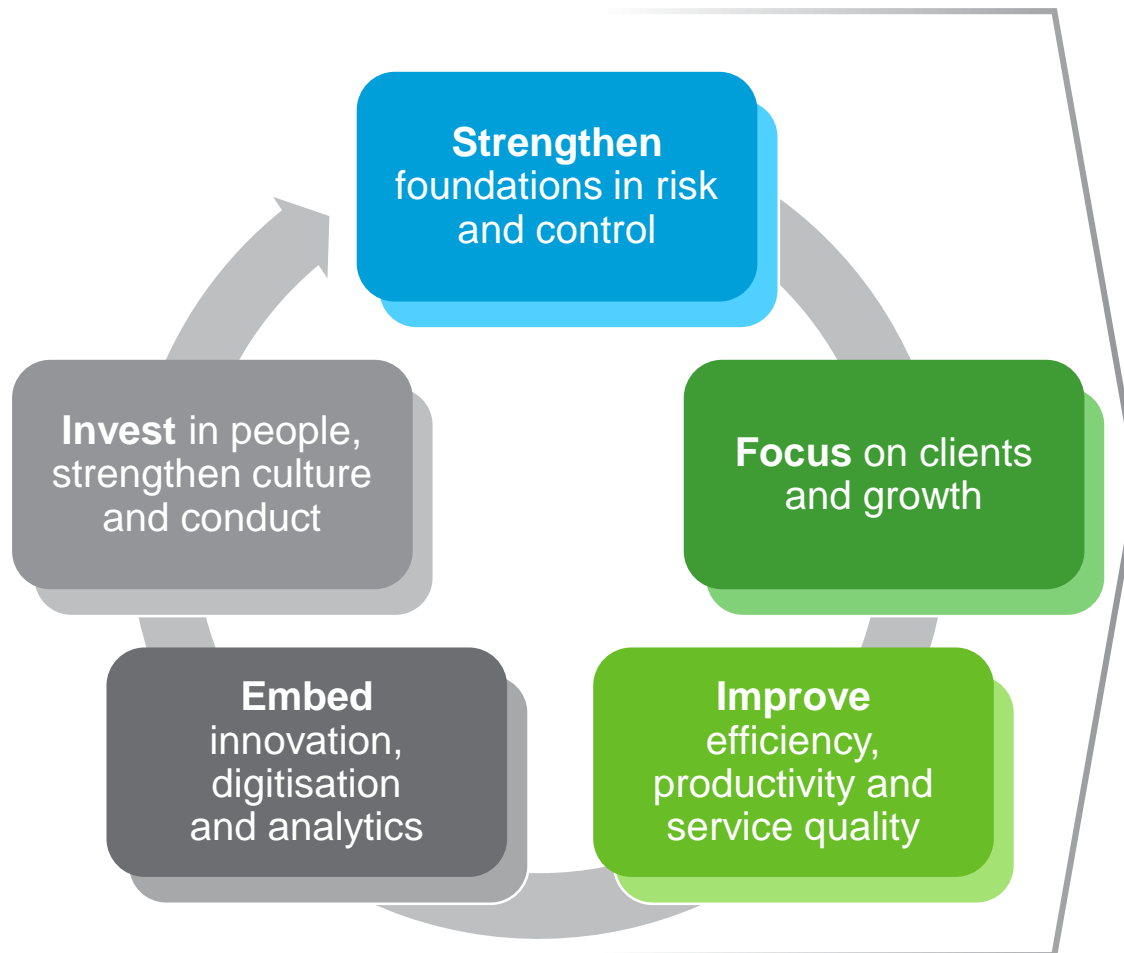 Strengthen
foundations in risk
and control
Focus on clients
and growth
Improve
efficiency,
productivity and
service quality
Embed
innovation,
digitisation
and analytics
Invest in people,
strengthen culture
and conduct